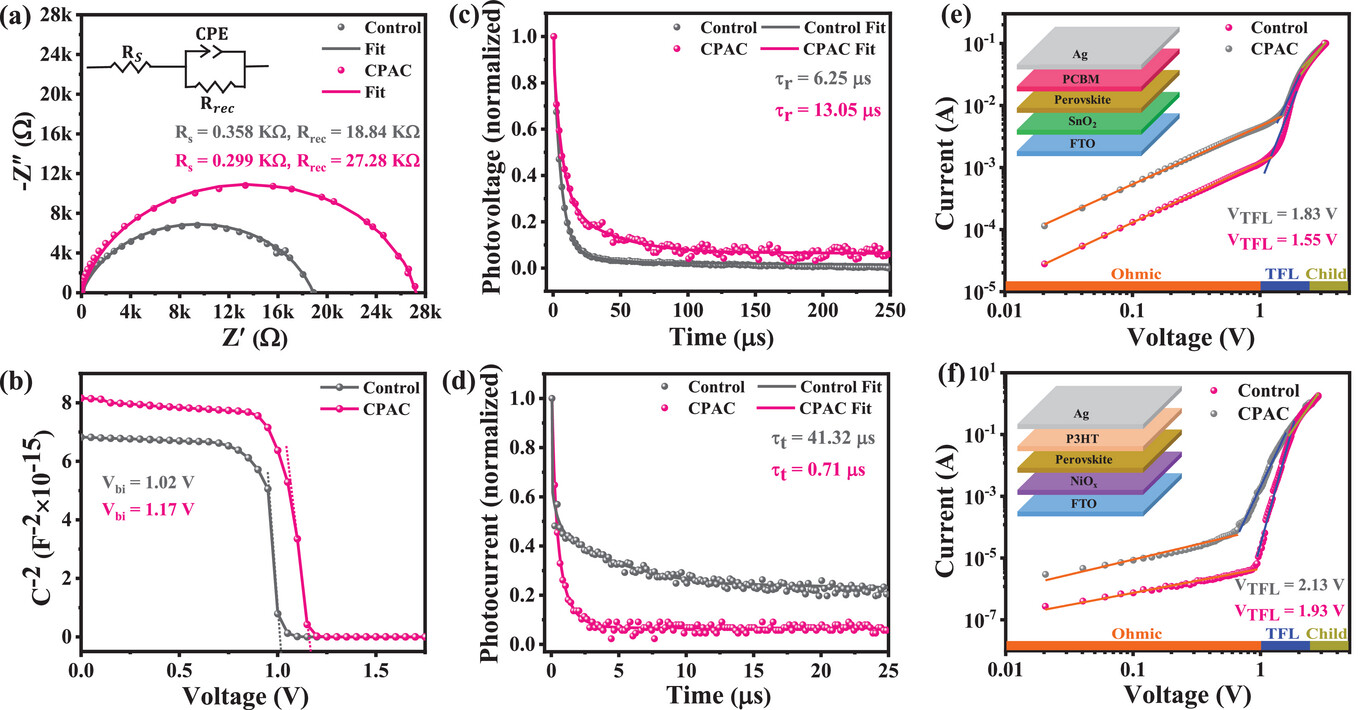 (a)
28k
24k
20k
16k
12k
8k
4k
0
-Z″ (Ω)
CPE
R_S
R_rec
Control
Fit
CPAC
Fit
R_s = 0.358 KΩ, R_rec = 18.84 KΩ
R_s = 0.299 KΩ, R_rec = 27.28 KΩ
0 4k 8k 12k 16k 20k 24k 28k
Z′ (Ω)
(c)
Photovoltage (normalized)
1.0
0.8
0.6
0.4
0.2
0.0
Control Control Fit
CPAC CPAC Fit
τ_r = 6.25 μs
τ_r = 13.05 μs
0 50 100 150 200 250
Time (μs)
(e)
Current (A)
10^-1
10^-2
10^-3
10^-4
10^-5
Control
CPAC
Ag
PCBM
Perovskite
SnO_2
FTO
V_TFL = 1.83 V
V_TFL = 1.55 V
Ohmic TFL Child
0.01 0.1 1
Voltage (V)
(b)
C^-2 (F^-2×10^-15)
8
6
4
2
0
Control
CPAC
V_bi = 1.02 V
V_bi = 1.17 V
0.0 0.5 1.0 1.5
Voltage (V)
(d)
Photocurrent (normalized)
1.0
0.8
0.6
0.4
0.2
0.0
Control Control Fit
CPAC CPAC Fit
τ_t = 41.32 μs
τ_t = 0.71 μs
0 5 10 15 20 25
Time (μs)
(f)
Current (A)
10^1
10^-1
10^-3
10^-5
10^-7
Control
CPAC
Ag
P3HT
Perovskite
NiO_x
FTO
V_TFL = 2.13 V
V_TFL = 1.93 V
Ohmic TFL Child
0.01 0.1 1
Voltage (V)